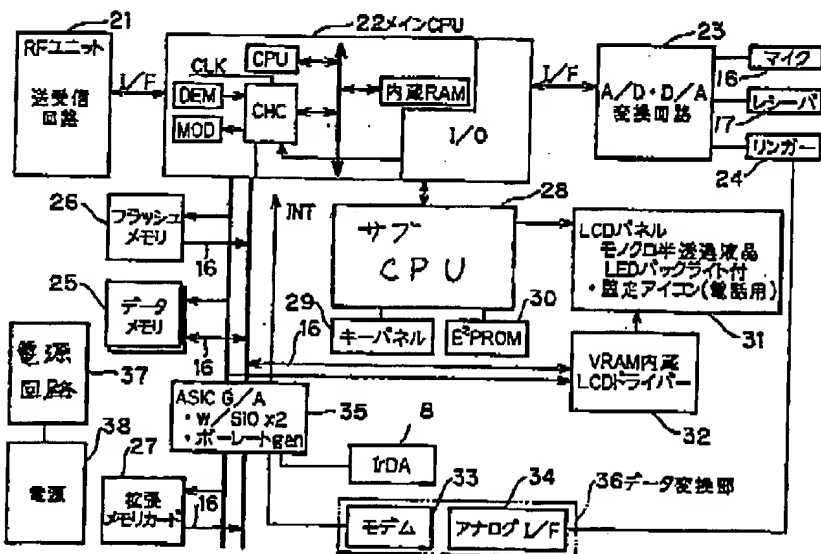 21
22メインCPU
23
RFユニット
送受信
回路
I/F
CLK
CPU
DEM
CHC
MOD
内蔵RAM
I/O
I/F
A/D・D/A
変換回路
マイク
16
レシーバ
17
リンガー
24
26
フラッシュ
メモリ
16
INT
28
サブ
CPU
LCDパネル
モノクロ半透過液晶
LEDバックライト付
・固定アイコン(電話用)
31
25
データ
メモリ
16
29
キーパネル
30
E²PROM
16
VRAM内蔵
LCDドライバー
32
電源
回路
37
ASIC G/A
・W/SIO x2
・ボーレートgen
35
8
IrDA
38
電源
27
拡張
メモリカード
16
33
モデム
34
アナログ I/F
36データ変換部